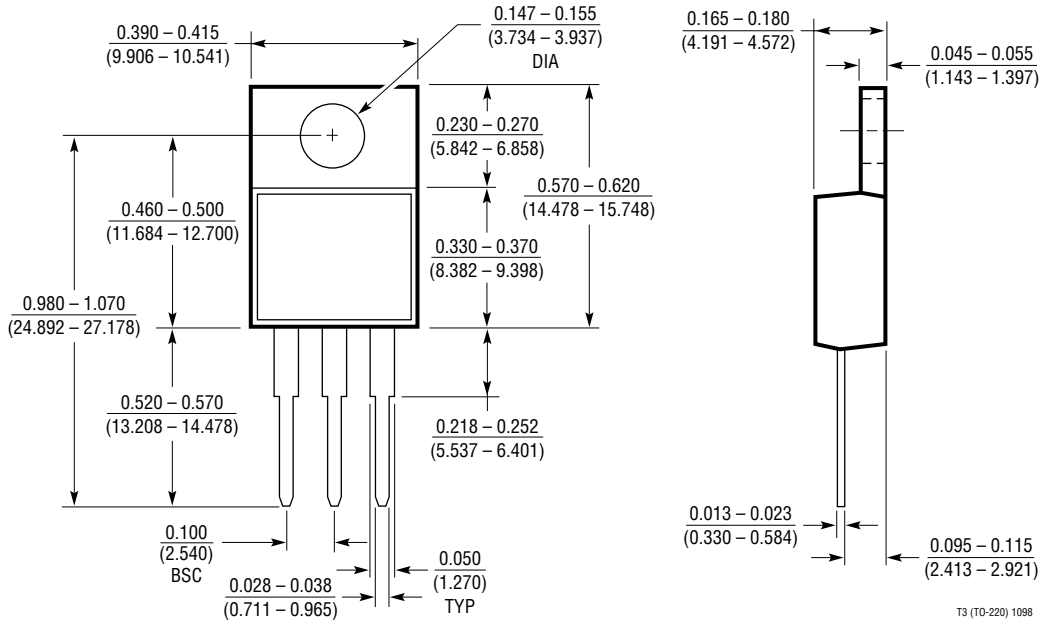 0.390 – 0.415
(9.906 – 10.541)
0.147 – 0.155
(3.734 – 3.937)
DIA
0.165 – 0.180
(4.191 – 4.572)
0.045 – 0.055
(1.143 – 1.397)
0.230 – 0.270
(5.842 – 6.858)
0.570 – 0.620
(14.478 – 15.748)
0.460 – 0.500
(11.684 – 12.700)
0.330 – 0.370
(8.382 – 9.398)
0.980 – 1.070
(24.892 – 27.178)
0.520 – 0.570
(13.208 – 14.478)
0.218 – 0.252
(5.537 – 6.401)
0.100
(2.540)
BSC
0.028 – 0.038
(0.711 – 0.965)
0.050
(1.270)
TYP
0.013 – 0.023
(0.330 – 0.584)
0.095 – 0.115
(2.413 – 2.921)
T3 (TO-220) 1098